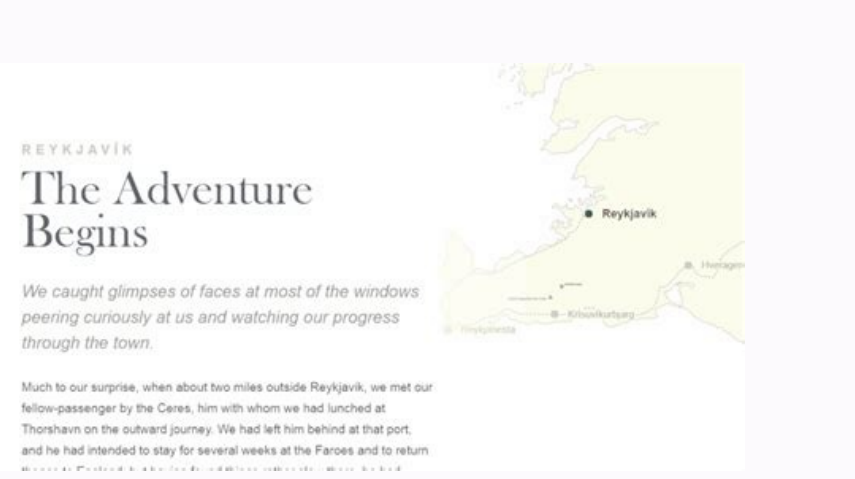 REYKJAVÍK
The Adventure
Begins
We caught glimpses of faces at most of the windows
peering curiously at us and watching our progress
through the town.
Much to our surprise, when about two miles outside Reykjavik, we met our
fellow-passenger by the Ceres, him with whom we had lunched at
Thorshavn on the outward journey. We had left him behind at that port,
and he had intended to stay for several weeks at the Faroes and to return
Reykjavik
Krisuvikurbjarg